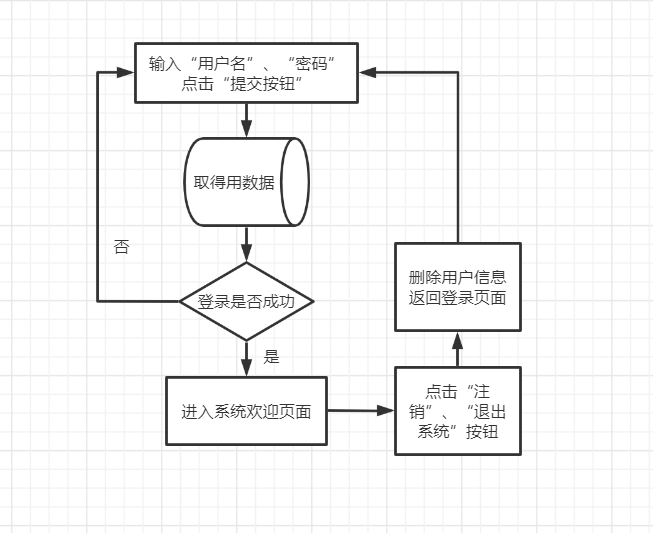 输入“用户名”、“密码”
点击“提交按钮”
取得用数据
否
登录是否成功
是
进入系统欢迎页面
点击“注
销”、“退出
系统”按钮
删除用户信息
返回登录页面